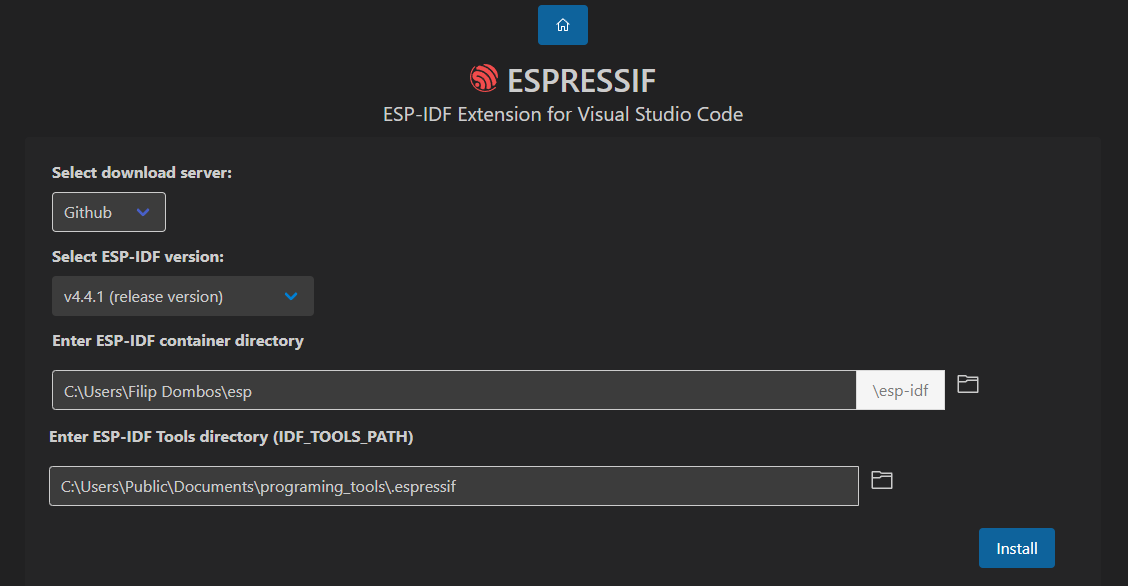 ESPRESSIF
ESP-IDF Extension for Visual Studio Code
Select download server:
Github
Select ESP-IDF version:
v4.4.1 (release version)
Enter ESP-IDF container directory
C:\Users\Filip Dombos\esp
\esp-idf
Enter ESP-IDF Tools directory (IDF_TOOLS_PATH)
C:\Users\Public\Documents\programing_tools\.espressif
Install